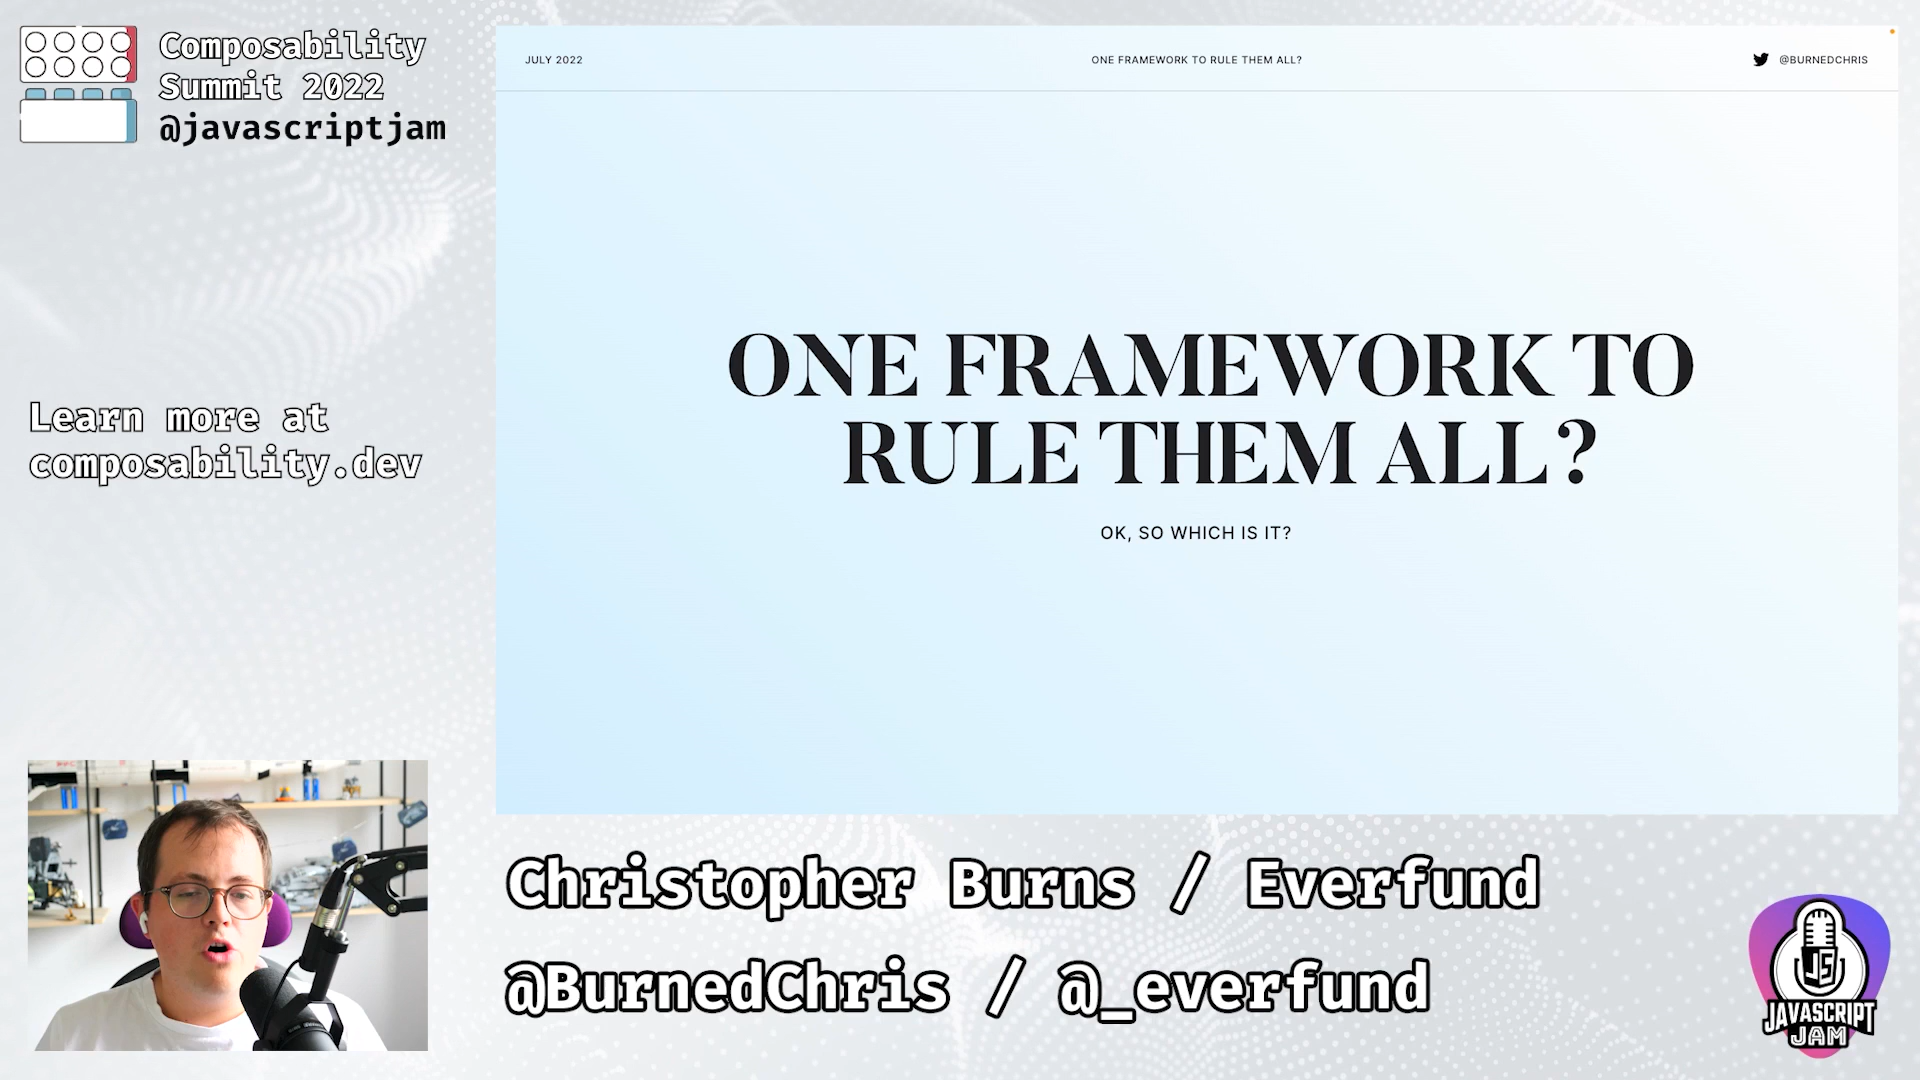 Composability
Summit 2022
@javascriptjam
JULY 2022
ONE FRAMEWORK TO RULE THEM ALL?
@BURNEDCHRIS
ONE FRAMEWORK TO
RULE THEM ALL?
OK, SO WHICH IS IT?
Learn more at
composability.dev
Christopher Burns / Everfund
@BurnedChris / @_everfund
JS
JAVASCRIPT
JAM